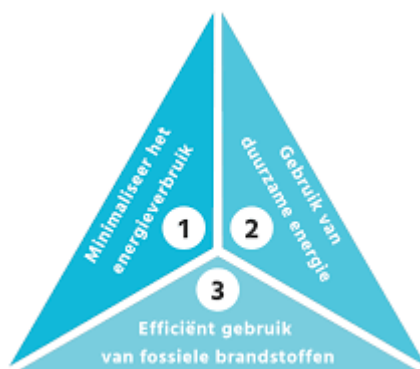 Minimaliseer het
energieverbruik
1
Gebruik van
duurzame energie
2
3
Efficiënt gebruik
van fossiele brandstoffen